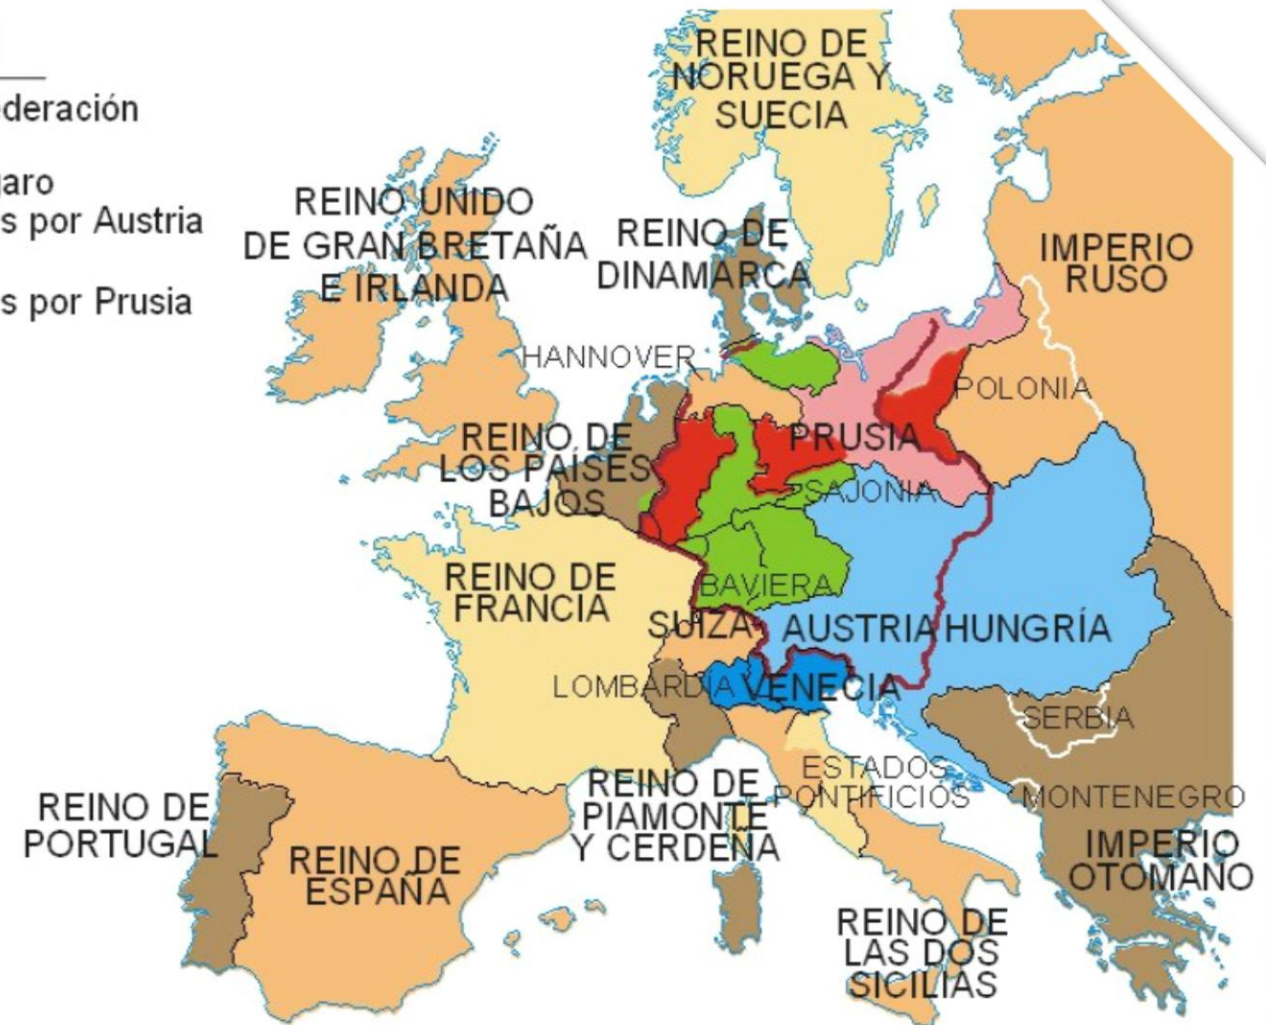 deración
garo
s por Austria
s por Prusia
REINO DE
NORUEGA Y
SUECIA
REINO UNIDO
DE GRAN BRETAÑA
E IRLANDA
REINO DE
DINAMARCA
IMPERIO
RUSO
HANNOVER
POLONIA
REINO DE
LOS PAÍSES
BAJOS
PRUSIA
SAJONIA
REINO DE
FRANCIA
BAVIERA
SUIZA
AUSTRIA HUNGRÍA
LOMBARDÍA VENECIA
SERBIA
ESTADOS
PONTIFICIOS
MONTENEGRO
REINO DE
PIAMONTE
Y CERDEÑA
REINO DE
PORTUGAL
REINO DE
ESPAÑA
IMPERIO
OTOMANO
REINO DE
LAS DOS
SICILIAS